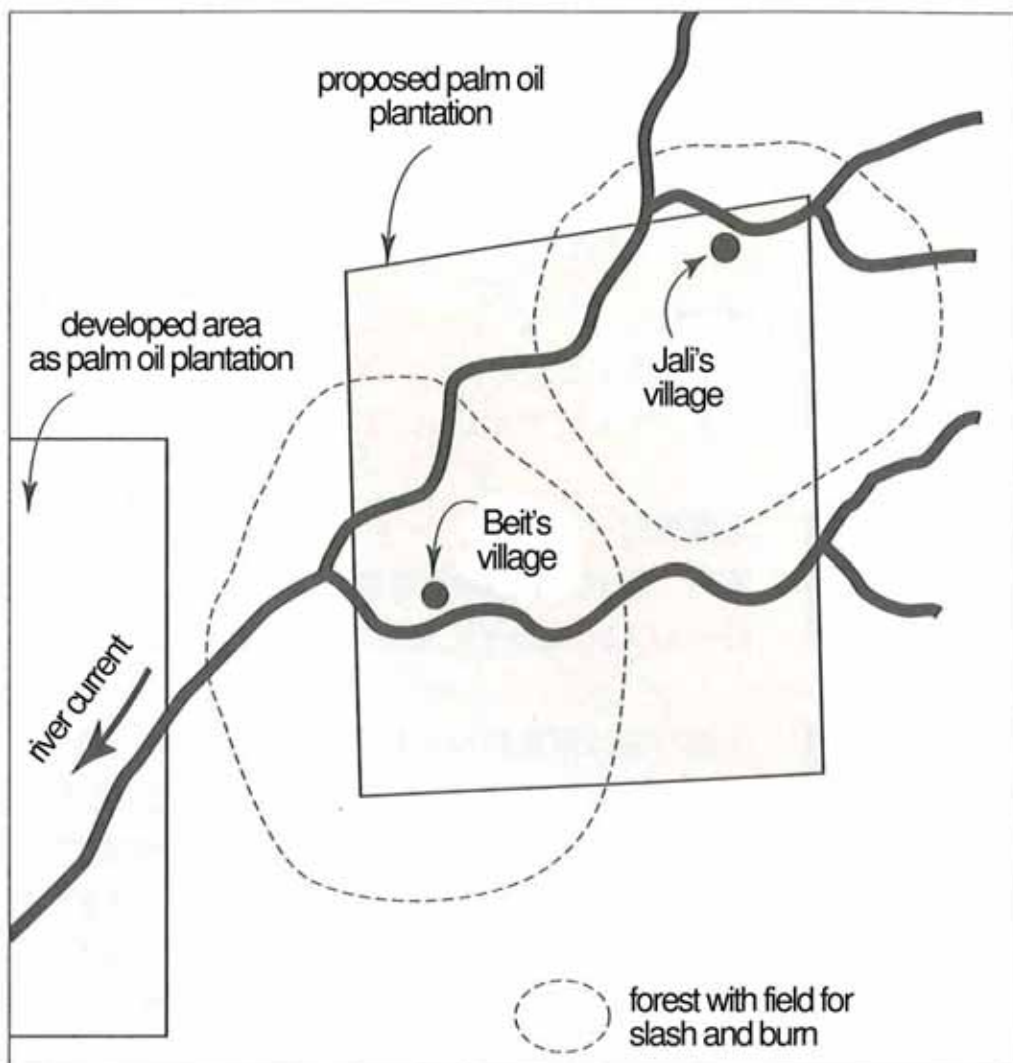 proposed palm oil
plantation
developed area
as palm oil plantation
Jali's
village
Beit's
village
river current
forest with field for
slash and burn